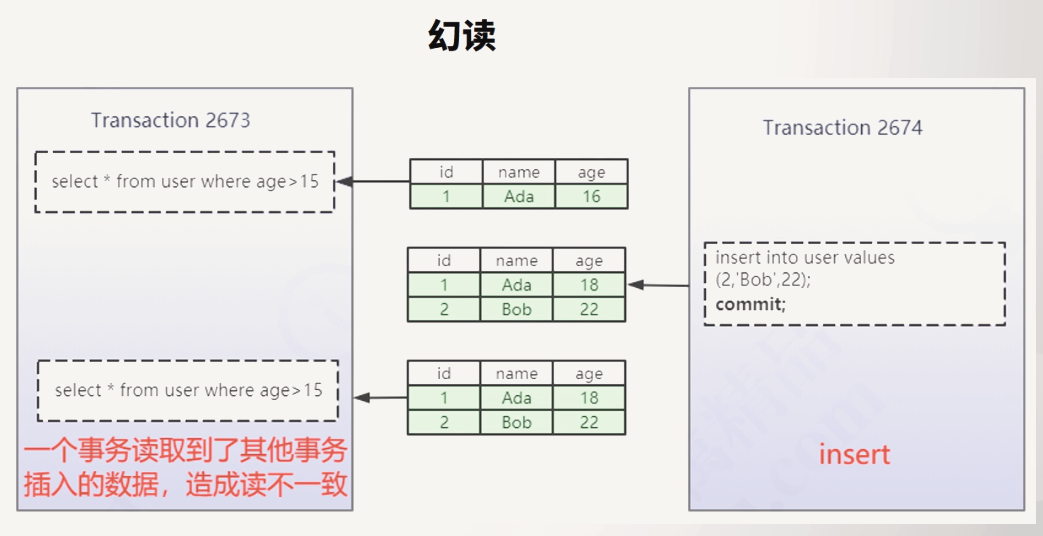 幻读
Transaction 2673
select * from user where age>15
id name age
1 Ada 16
Transaction 2674
id name age
1 Ada 18
2 Bob 22
insert into user values
(2,'Bob',22);
commit;
select * from user where age>15
id name age
1 Ada 18
2 Bob 22
一个事务读取到了其他事务
插入的数据，造成读不一致
insert